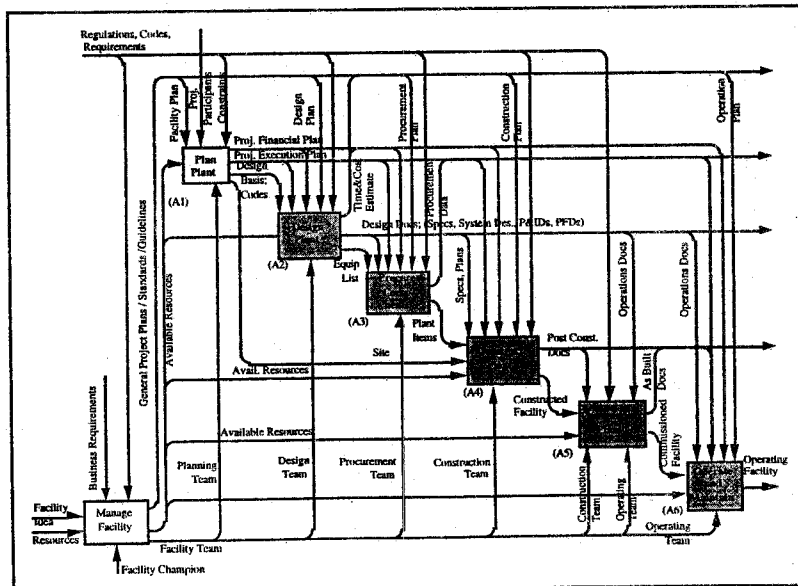 Regulations, Codes,
Requirements
Facility Plan
Proj.
Participants
Constraints
Design
Plan
Procurement
Plan
Construction
Plan
Operation
Plan
Proj. Financial Plan
Proj. Execution Plan
Plan
Plant
(A1)
Design
Basis;
Codes
Time&Cost
Estimate
Procurement
Data
Design Docs; (Specs, System Des., P&IDs, PFDs)
(A2)
Equip
List
(A3)
Plant
Items
Specs, Plans
Operations Docs
Operations Docs
General Project Plans / Standards /Guidelines
Available Resources
Site
Avail. Resources
(A4)
Post Const.
Docs
As Built
Docs
Constructed
Facility
Available Resources
(A5)
Commissioned
Facility
Operating
Facility
(A6)
Business Requirements
Planning
Team
Design
Team
Procurement
Team
Construction
Team
Construction
Team
Operating
Team
Operating
Team
Facility
Idea
Resources
Manage
Facility
Facility Team
Facility Champion